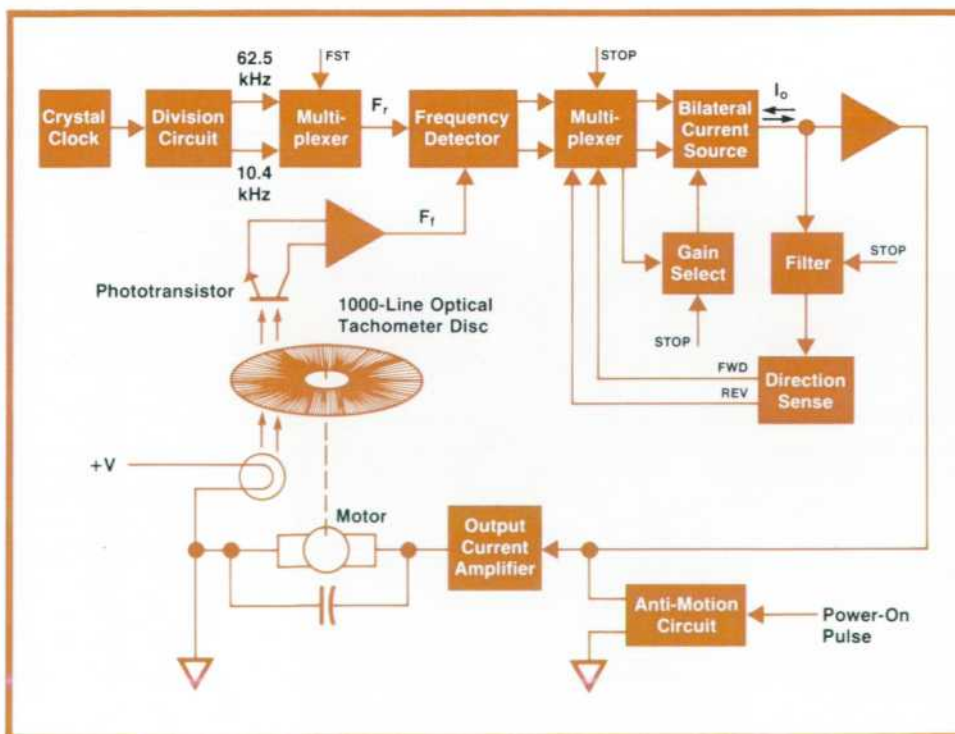 62.5
kHz
FST
STOP
Crystal
Clock
Division
Circuit
Multi-
plexer
Fr
Frequency
Detector
Multi-
plexer
Bilateral
Current
Source
Io
10.4
kHz
Ff
Gain
Select
Filter
STOP
Phototransistor
1000-Line Optical
Tachometer Disc
STOP
FWD
REV
Direction
Sense
+V
Motor
Output
Current
Amplifier
Anti-Motion
Circuit
Power-On
Pulse